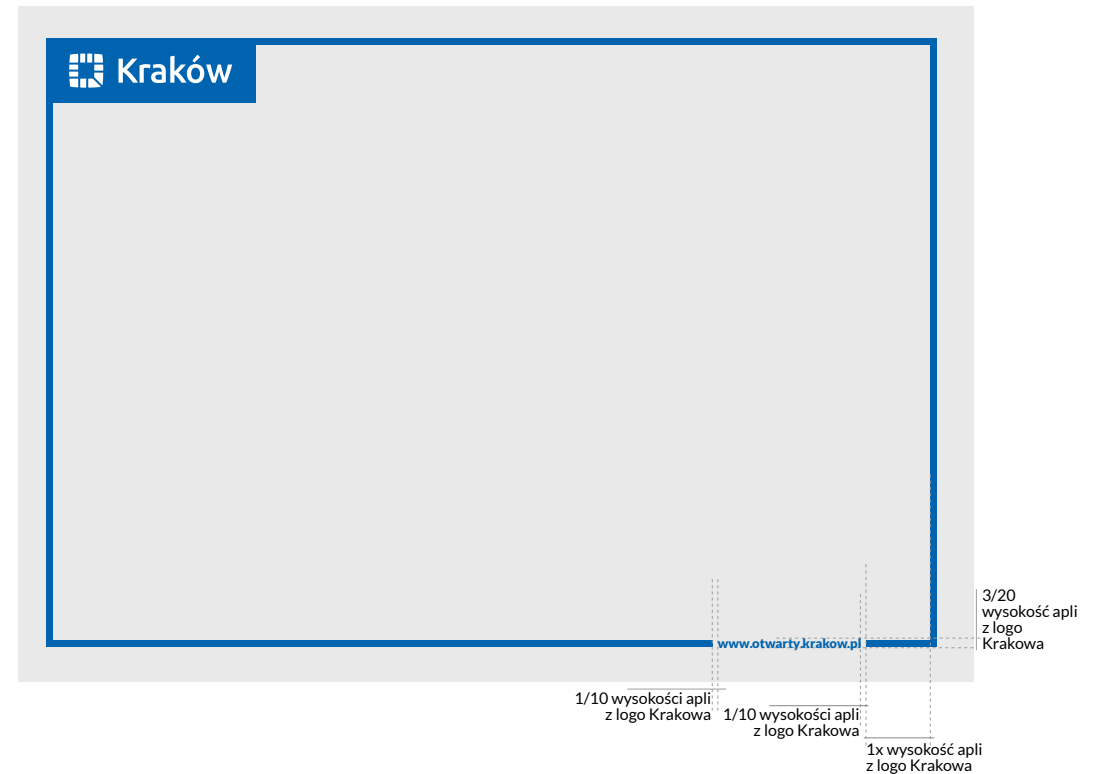 Kraków
3/20
wysokość apli
z logo
Krakowa
www.otwarty.krakow.pl
1/10 wysokości apli
z logo Krakowa
1/10 wysokości apli
z logo Krakowa
1x wysokość apli
z logo Krakowa